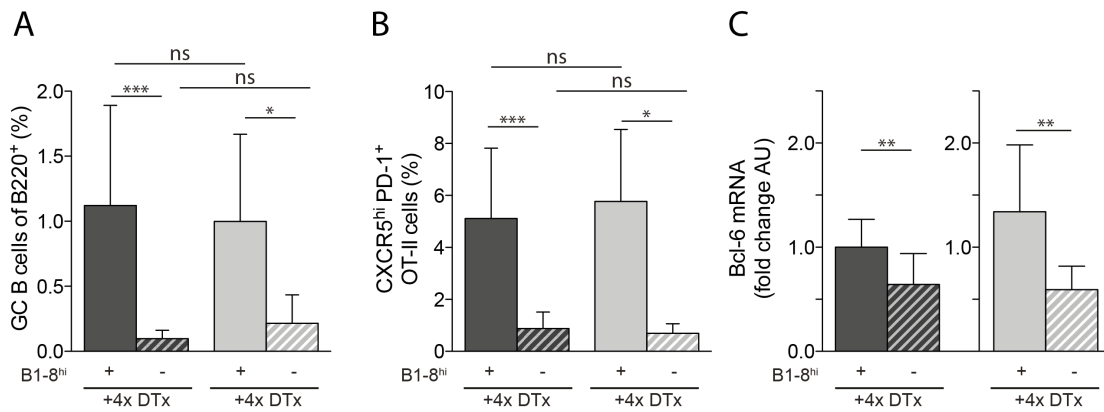 A
ns
ns
***
*
2.0
1.5
1.0
0.5
0.0
GC B cells of B220+ (%)
B1-8hi
+ - + -
+4x DTx +4x DTx
B
ns
ns
***
*
10
8
6
4
2
0
CXCR5hi PD-1+
OT-II cells (%)
B1-8hi
+ - + -
+4x DTx +4x DTx
C
**
**
2.0
1.0
0.0
2.0
1.0
Bcl-6 mRNA
(fold change AU)
B1-8hi
+ - + -
+4x DTx +4x DTx